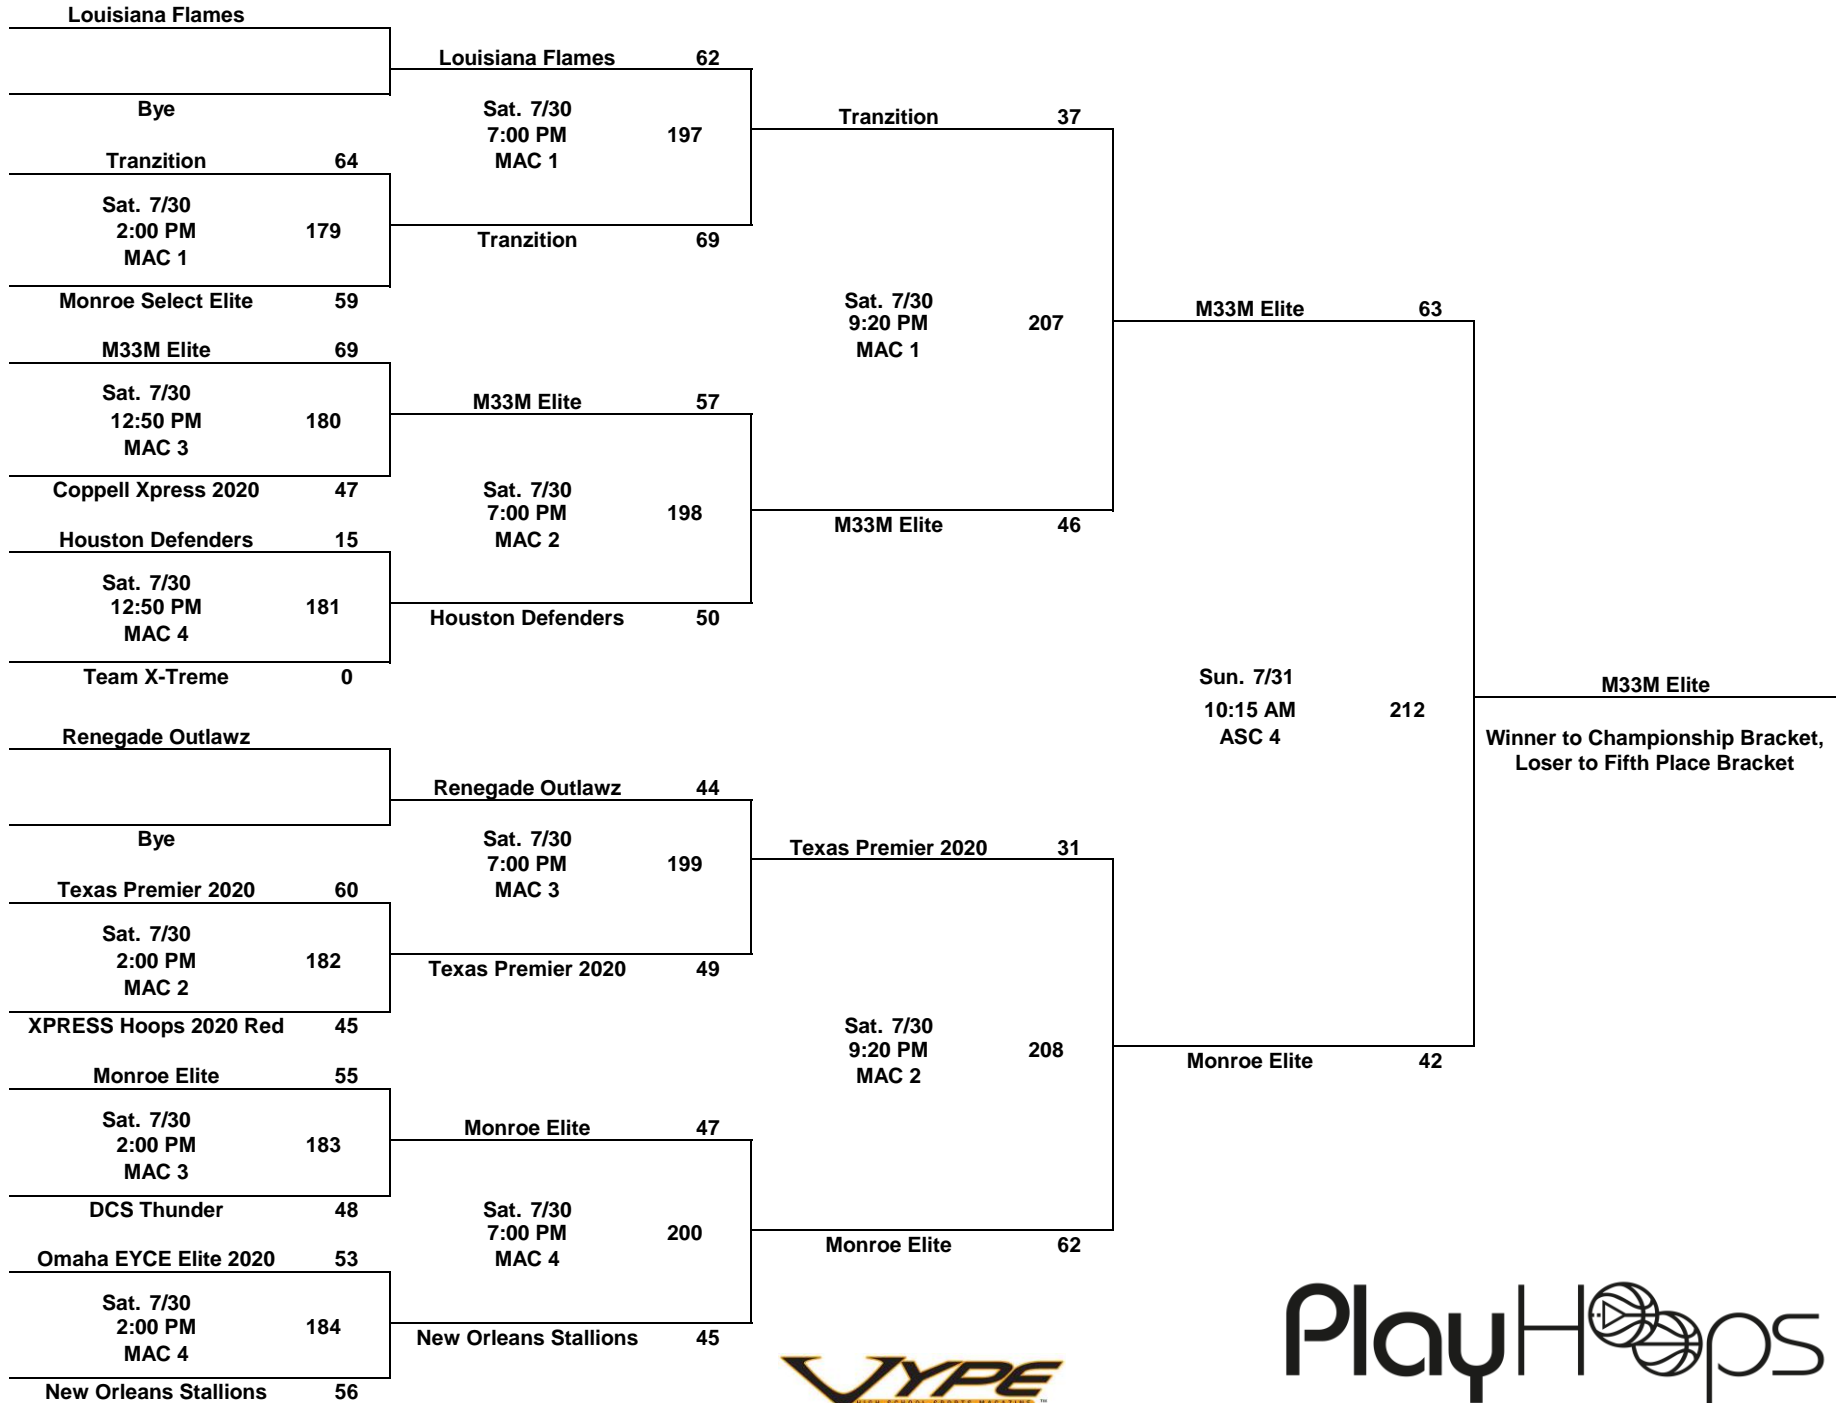 Louisiana Flames
Bye
Tranzition 64
Sat. 7/30
2:00 PM 179
MAC 1
Monroe Select Elite 59
M33M Elite 69
Sat. 7/30
12:50 PM 180
MAC 3
Coppell Xpress 2020 47
Houston Defenders 15
Sat. 7/30
12:50 PM 181
MAC 4
Team X-Treme 0
Renegade Outlawz
Bye
Texas Premier 2020 60
Sat. 7/30
2:00 PM 182
MAC 2
XPRESS Hoops 2020 Red 45
Monroe Elite 55
Sat. 7/30
2:00 PM 183
MAC 3
DCS Thunder 48
Omaha EYCE Elite 2020 53
Sat. 7/30
2:00 PM 184
MAC 4
New Orleans Stallions 56
Louisiana Flames 62
Sat. 7/30
7:00 PM 197
MAC 1
Tranzition 69
M33M Elite 57
Sat. 7/30
7:00 PM 198
MAC 2
Houston Defenders 50
Renegade Outlawz 44
Sat. 7/30
7:00 PM 199
MAC 3
Texas Premier 2020 49
Monroe Elite 47
Sat. 7/30
7:00 PM 200
MAC 4
New Orleans Stallions 45
Tranzition 37
Sat. 7/30
9:20 PM 207
MAC 1
M33M Elite 46
Texas Premier 2020 31
Sat. 7/30
9:20 PM 208
MAC 2
Monroe Elite 62
M33M Elite 63
Sun. 7/31
10:15 AM 212
ASC 4
Monroe Elite 42
M33M Elite
Winner to Championship Bracket,
Loser to Fifth Place Bracket
VYPE
HIGH SCHOOL SPORTS MAGAZINE ™
PlayHoops